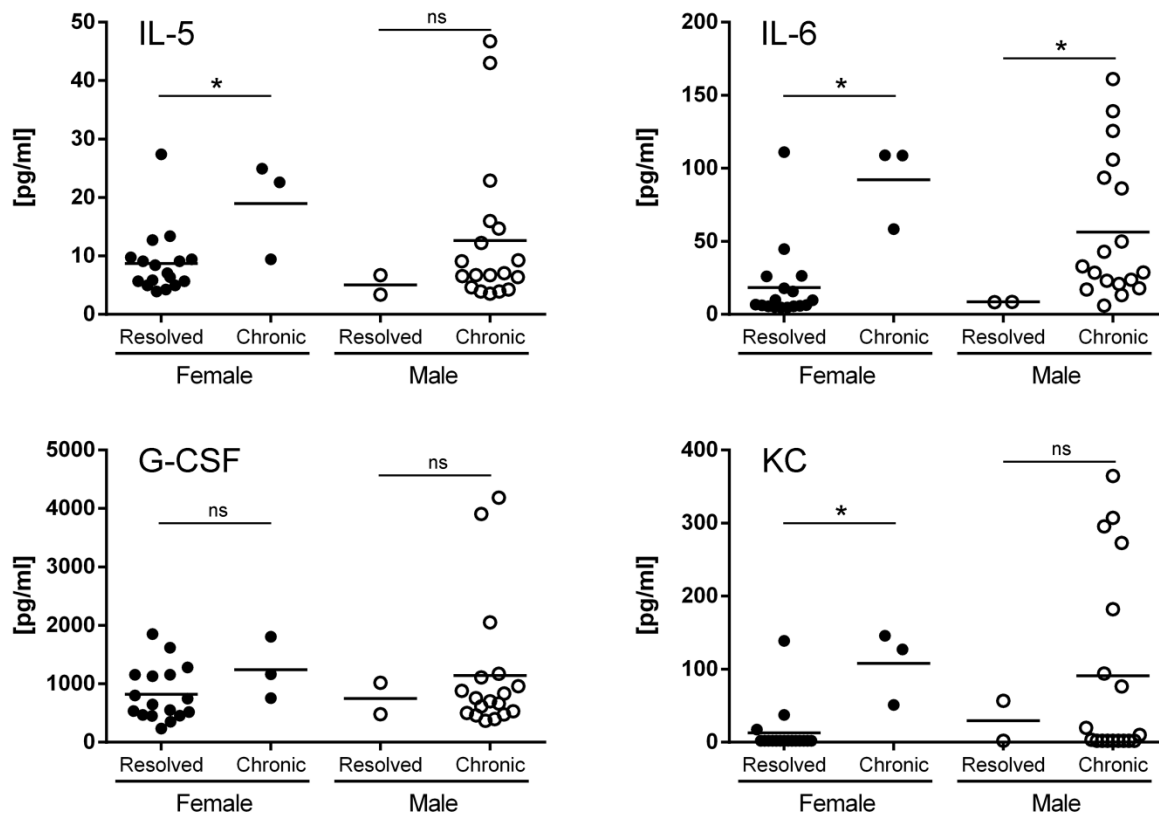 IL-5
[pg/ml]
50
40
30
20
10
0
*
ns
Resolved Chronic Resolved Chronic
Female Male
IL-6
[pg/ml]
200
150
100
50
0
*
*
Resolved Chronic Resolved Chronic
Female Male
G-CSF
[pg/ml]
5000
4000
3000
2000
1000
0
ns
ns
Resolved Chronic Resolved Chronic
Female Male
KC
[pg/ml]
400
300
200
100
0
*
ns
Resolved Chronic Resolved Chronic
Female Male